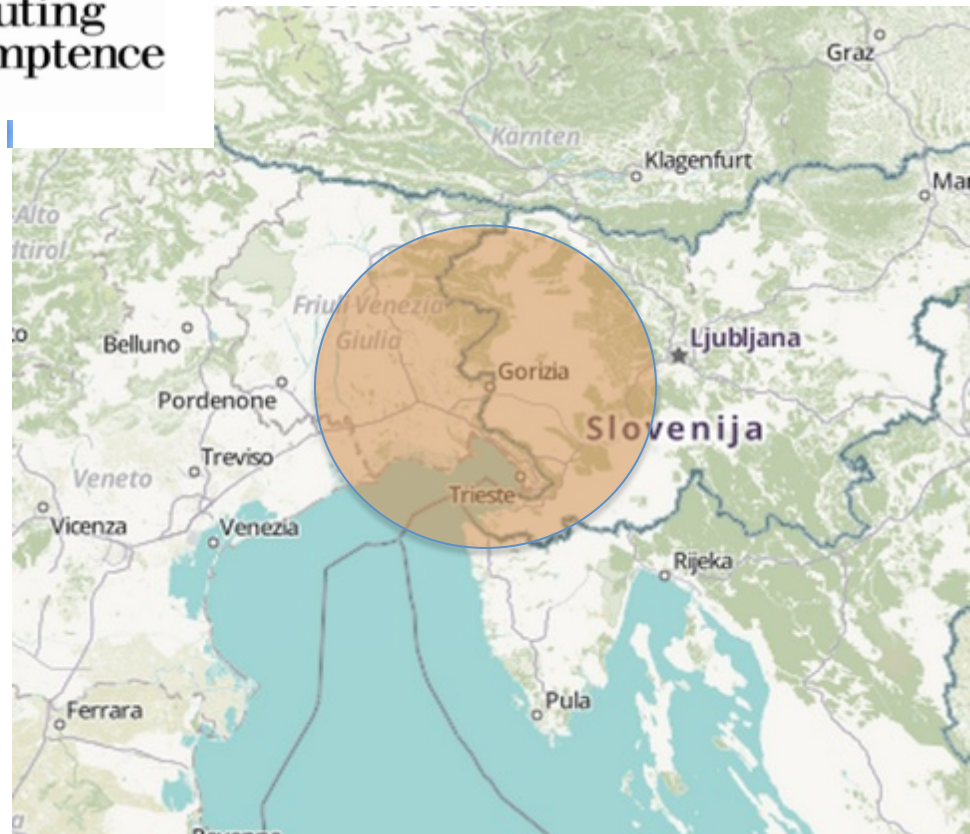 uting
mptence
Graz
Kärnten
Klagenfurt
Mar
-Alto
dtirol
Friuli Venezia
Giulia
Belluno
Ljubljana
Gorizia
Pordenone
Slovenija
Treviso
Veneto
Trieste
Vicenza
Venezia
Rijeka
Pula
Ferrara